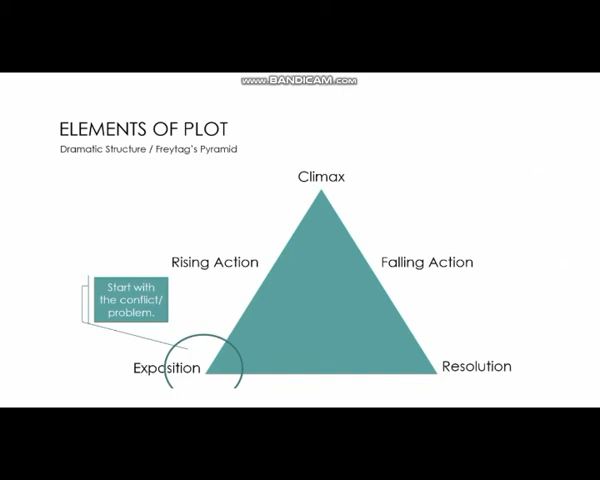 www.BANDICAM.com
ELEMENTS OF PLOT
Dramatic Structure / Freytag's Pyramid
Climax
Rising Action
Falling Action
Start with
the conflict/
problem.
Exposition
Resolution